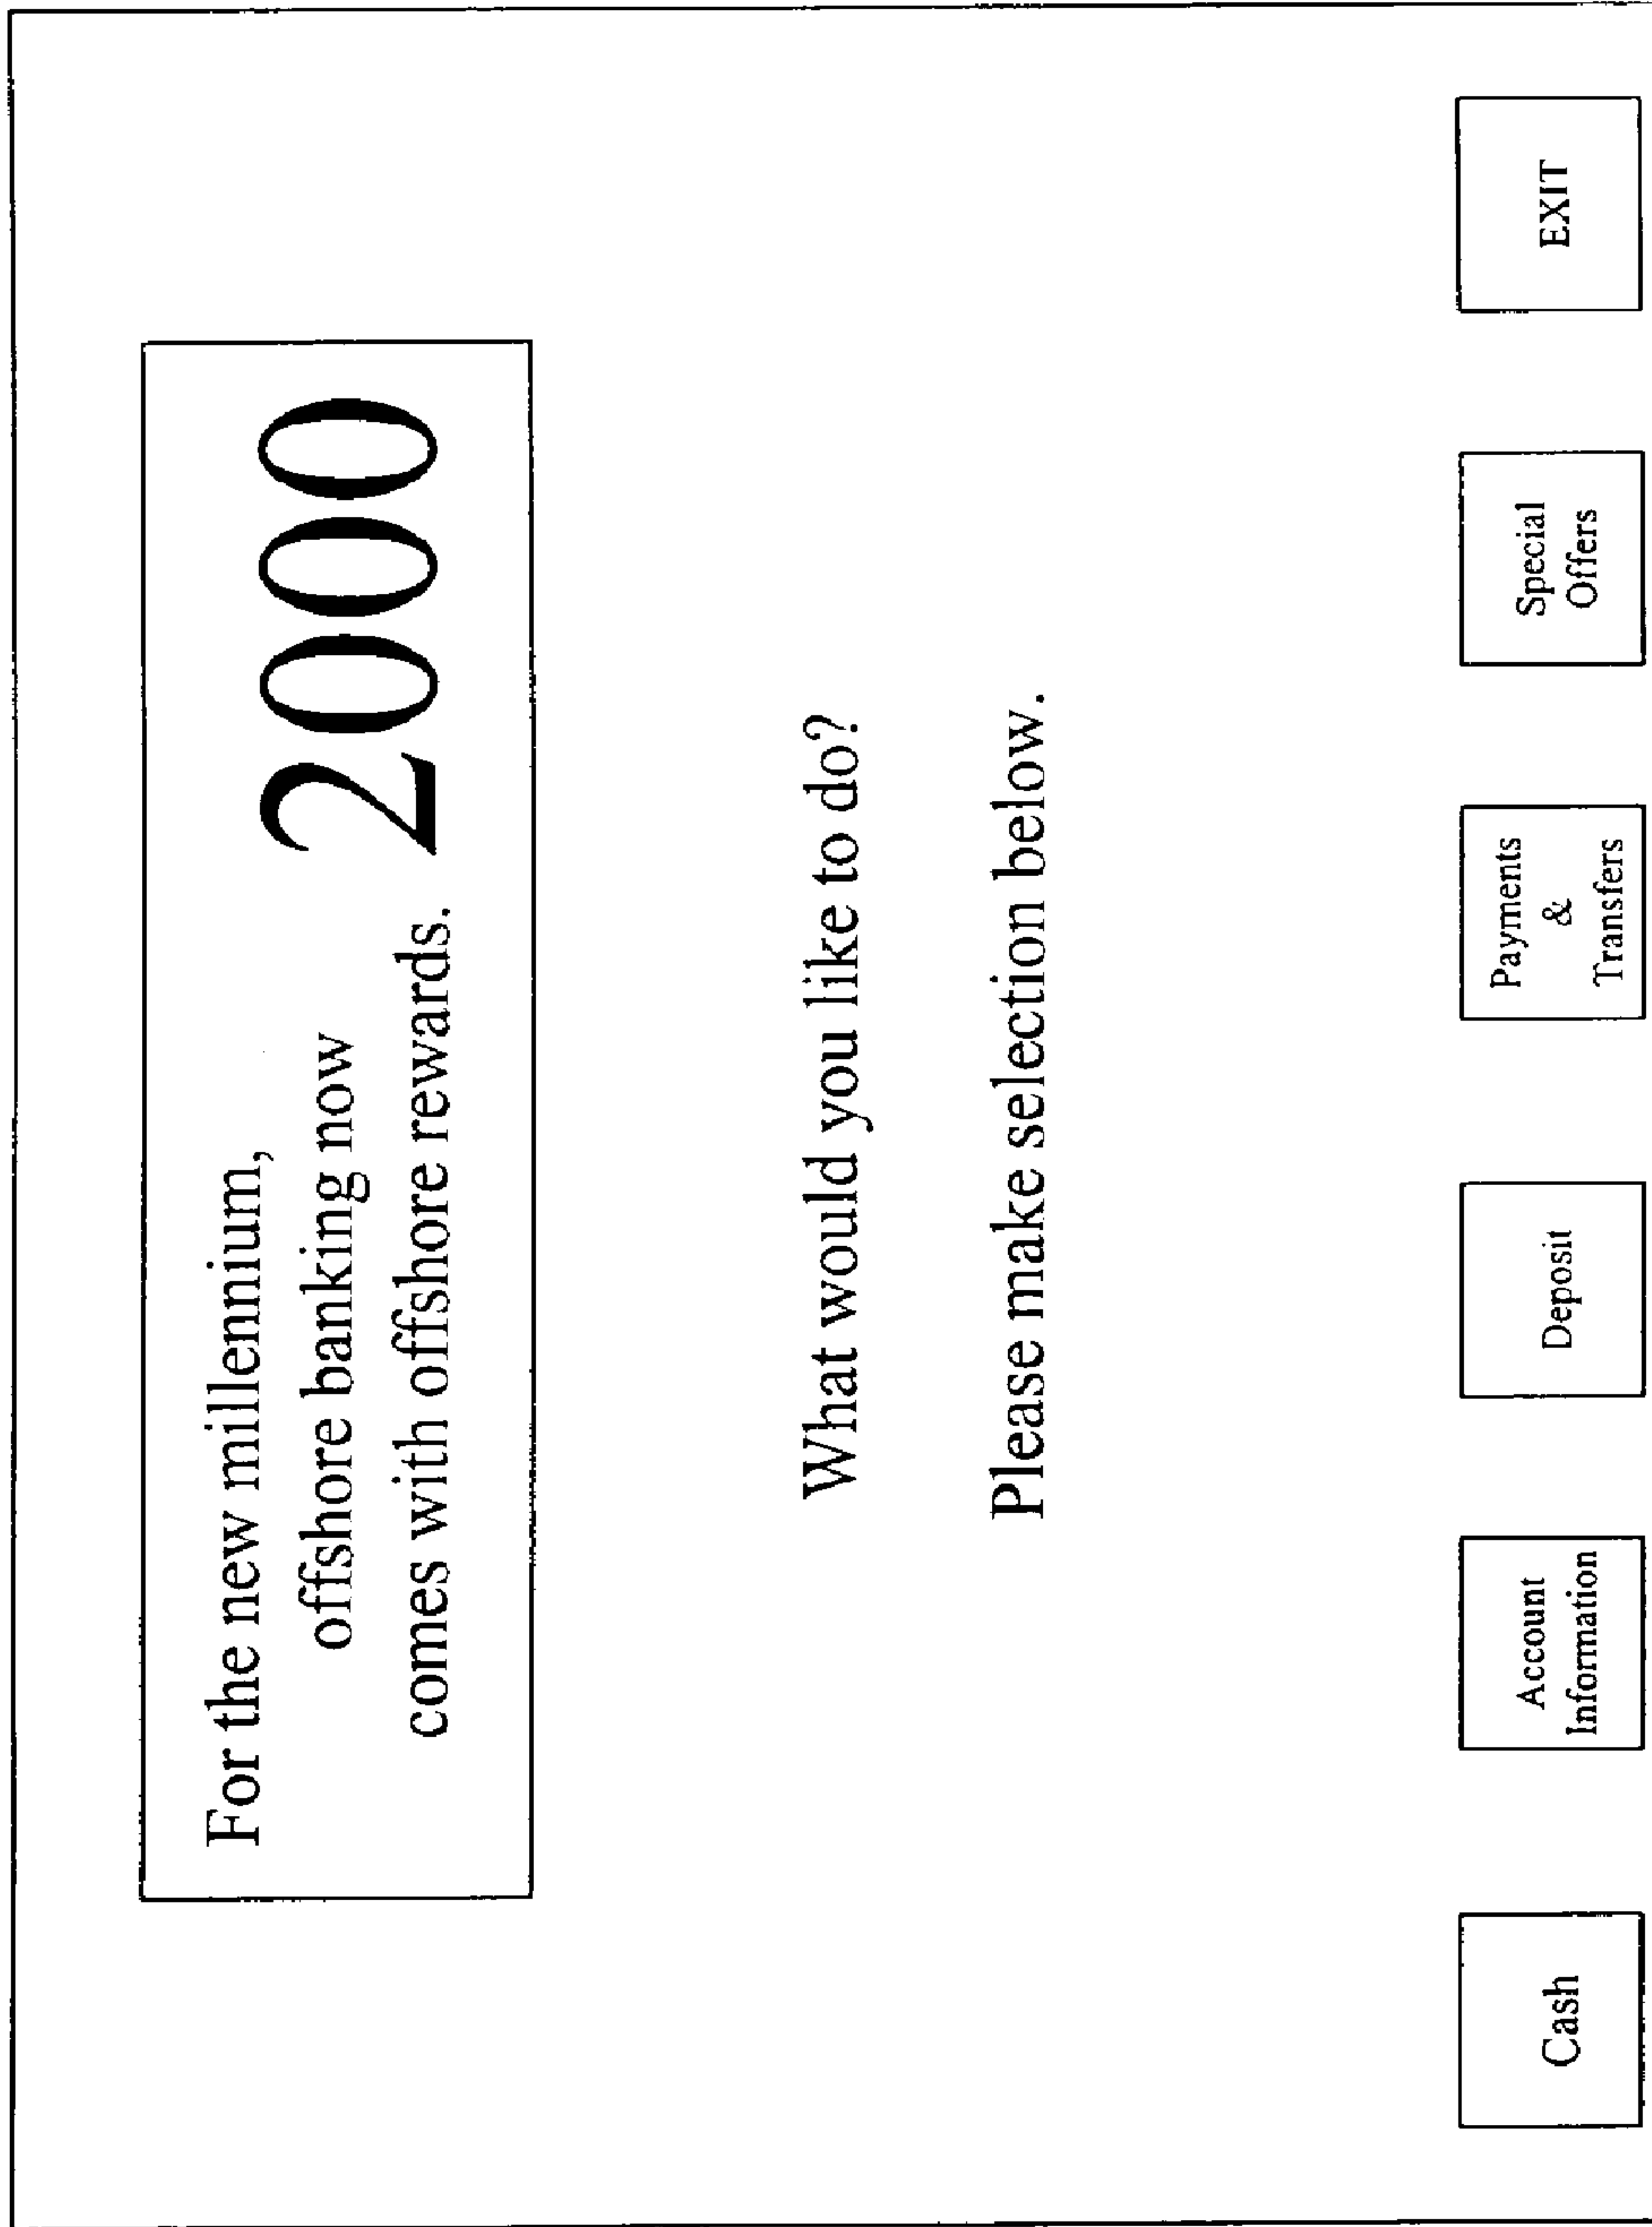 For the new millennium,
offshore banking now
comes with offshore rewards. 2000
What would you like to do?
Please make selection below.
Cash
Account
Information
Deposit
Payments
&
Transfers
Special
Offers
EXIT